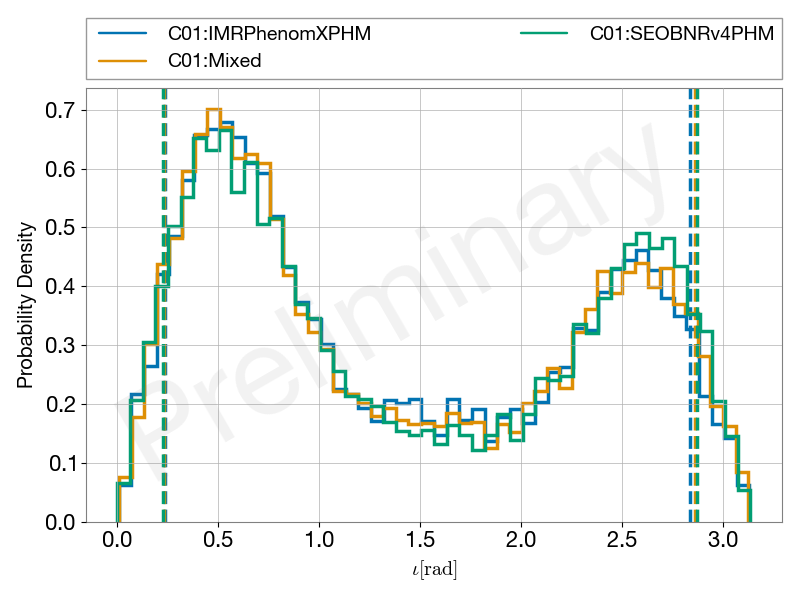 C01:IMRPhenomXPHM
C01:Mixed
C01:SEOBNRv4PHM
Preliminary
Probability Density
0.7
0.6
0.5
0.4
0.3
0.2
0.1
0.0
0.0 0.5 1.0 1.5 2.0 2.5 3.0
ι[rad]